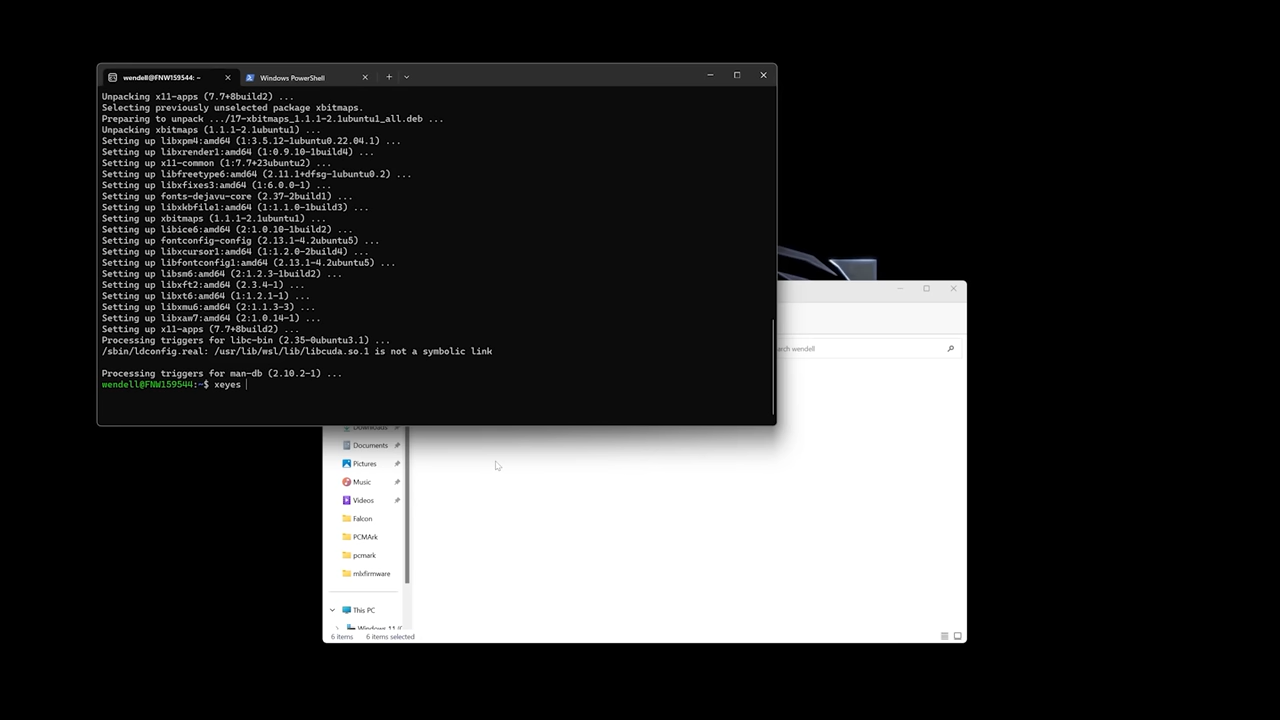 wendell@FNW159544: ~
Windows PowerShell
Unpacking x11-apps (7.7+8build2) ...
Selecting previously unselected package xbitmaps.
Preparing to unpack .../17-xbitmaps_1.1.1-2.1ubuntu1_all.deb ...
Unpacking xbitmaps (1.1.1-2.1ubuntu1) ...
Setting up libxpm4:amd64 (1:3.5.12-1ubuntu0.22.04.1) ...
Setting up libxrender1:amd64 (1:0.9.10-1build4) ...
Setting up x11-common (1:7.7+23ubuntu2) ...
Setting up libfreetype6:amd64 (2.11.1+dfsg-1ubuntu0.2) ...
Setting up libxfixes3:amd64 (1:6.0.0-1) ...
Setting up fonts-dejavu-core (2.37-2build1) ...
Setting up libxkbfile1:amd64 (1:1.1.0-1build3) ...
Setting up xbitmaps (1.1.1-2.1ubuntu1) ...
Setting up libice6:amd64 (2:1.0.10-1build2) ...
Setting up fontconfig-config (2.13.1-4.2ubuntu5) ...
Setting up libxcursor1:amd64 (1:1.2.0-2build4) ...
Setting up libfontconfig1:amd64 (2.13.1-4.2ubuntu5) ...
Setting up libsm6:amd64 (2:1.2.3-1build2) ...
Setting up libxft2:amd64 (2.3.4-1) ...
Setting up libxt6:amd64 (1:1.2.1-1) ...
Setting up libxmu6:amd64 (2:1.1.3-3) ...
Setting up libxaw7:amd64 (2:1.0.14-1) ...
Setting up x11-apps (7.7+8build2) ...
Processing triggers for libc-bin (2.35-0ubuntu3.1) ...
/sbin/ldconfig.real: /usr/lib/wsl/lib/libcuda.so.1 is not a symbolic link
Processing triggers for man-db (2.10.2-1) ...
wendell@FNW159544:~$ xeyes
arch wendell
Downloads
Documents
Pictures
Music
Videos
Falcon
PCMArk
pcmark
mlxfirmware
This PC
Windows 11 (
6 items
6 items selected